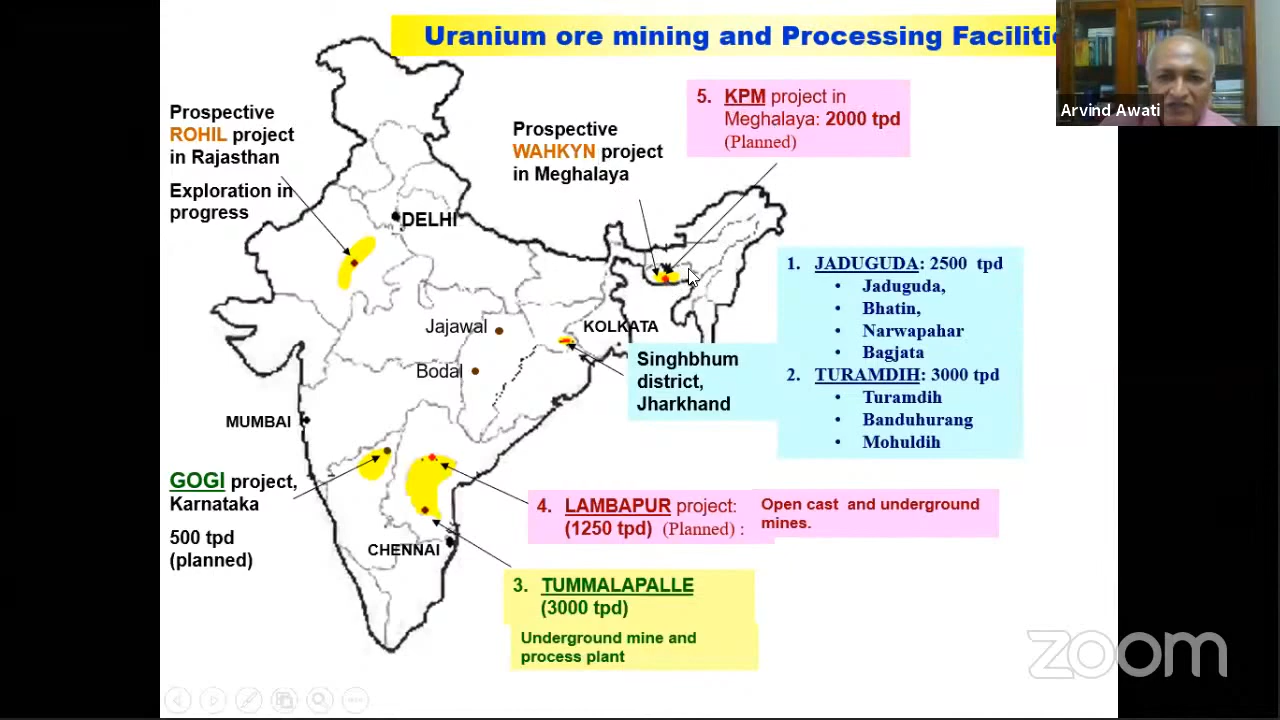 Uranium ore mining and Processing Faciliti
Arvind Awati
Prospective
ROHIL project
in Rajasthan
Exploration in
progress
Prospective
WAHKYN project
in Meghalaya
5. KPM project in
Meghalaya: 2000 tpd
(Planned)
DELHI
Jajawal
KOLKATA
Bodal
Singhbhum
district,
Jharkhand
1. JADUGUDA: 2500 tpd
• Jaduguda,
• Bhatin,
• Narwapahar
• Bagjata
2. TURAMDIH: 3000 tpd
• Turamdih
• Banduhurang
• Mohuldih
MUMBAI
GOGI project,
Karnataka
500 tpd
(planned)
4. LAMBAPUR project:
(1250 tpd) (Planned) :
Open cast and underground
mines.
CHENNAI
3. TUMMALAPALLE
(3000 tpd)
Underground mine and
process plant
zoom